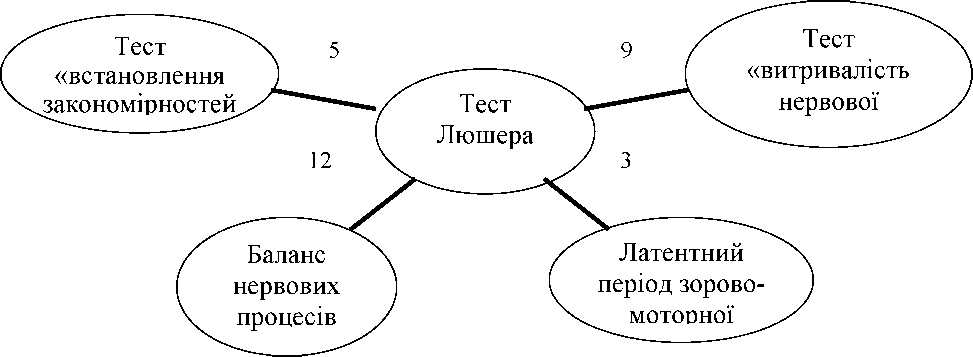 Тест
«встановлення
закономірностей
5
9
Тест
«витривалість
нервової
Тест
Люшера
12
3
Баланс
нервових
процесів
Латентний
період зорово-
моторної